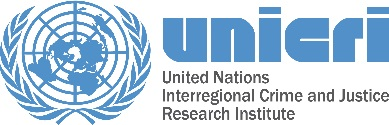 unicri
United Nations
Interregional Crime and Justice
Research Institute